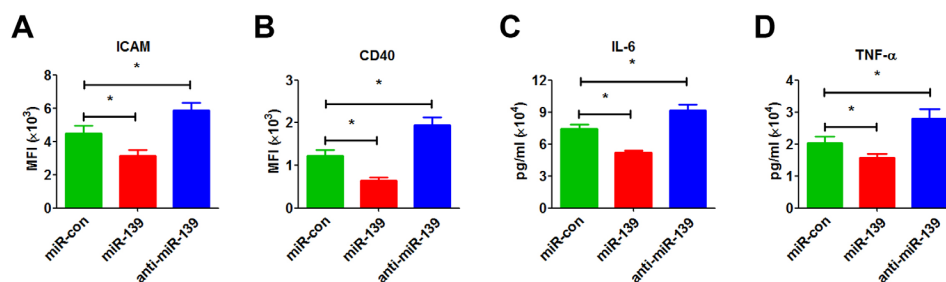 A
ICAM
MFI (×10³)
8
6
4
2
0
*
*
miR-con
miR-139
anti-miR-139
B
CD40
MFI (×10³)
3
2
1
0
*
*
miR-con
miR-139
anti-miR-139
C
IL-6
pg/ml (×10⁴)
12
9
6
3
0
*
*
miR-con
miR-139
anti-miR-139
D
TNF-α
pg/ml (×10⁴)
4
3
2
1
0
*
*
miR-con
miR-139
anti-miR-139